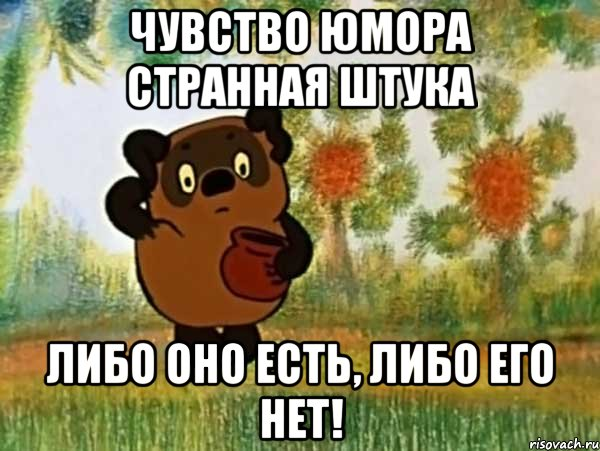 ЧУВСТВО ЮМОРА
СТРАННАЯ ШТУКА
ЛИБО ОНО ЕСТЬ, ЛИБО ЕГО
НЕТ!
risovach.ru